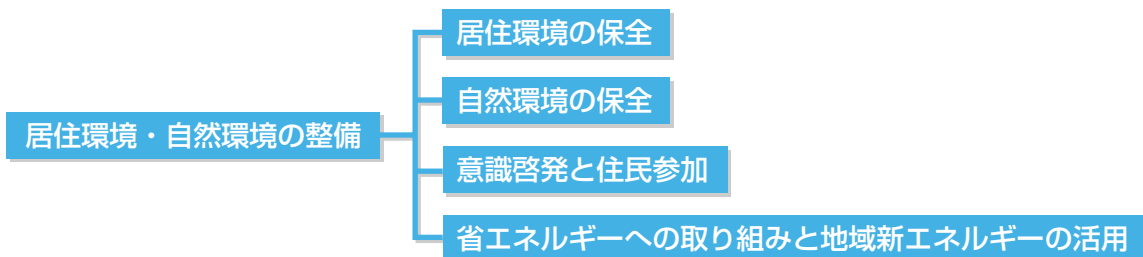 居住環境・自然環境の整備
居住環境の保全
自然環境の保全
意識啓発と住民参加
省エネルギーへの取り組みと地域新エネルギーの活用